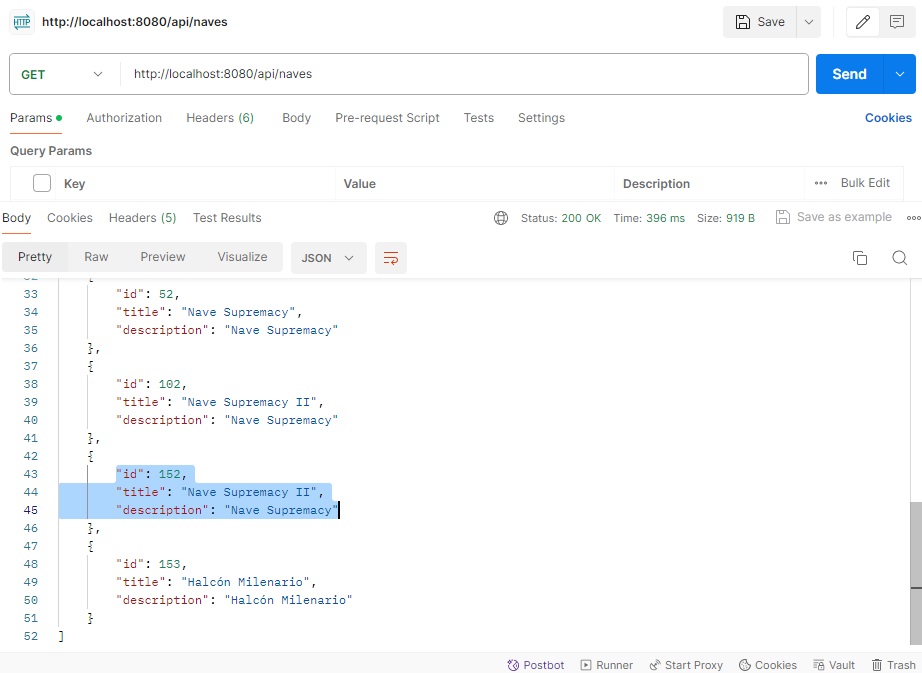 HTTP http://localhost:8080/api/naves Save
GET http://localhost:8080/api/naves Send
Params Authorization Headers (6) Body Pre-request Script Tests Settings Cookies
Query Params
Key Value Description Bulk Edit
Body Cookies Headers (5) Test Results Status: 200 OK Time: 396 ms Size: 919 B Save as example
Pretty Raw Preview Visualize JSON
32 {
33 "id": 52,
34 "title": "Nave Supremacy",
35 "description": "Nave Supremacy"
36 },
37 {
38 "id": 102,
39 "title": "Nave Supremacy II",
40 "description": "Nave Supremacy"
41 },
42 {
43 "id": 152,
44 "title": "Nave Supremacy II",
45 "description": "Nave Supremacy"
46 },
47 {
48 "id": 153,
49 "title": "Halcón Milenario",
50 "description": "Halcón Milenario"
51 }
52 ]
Postbot Runner Start Proxy Cookies Vault Trash